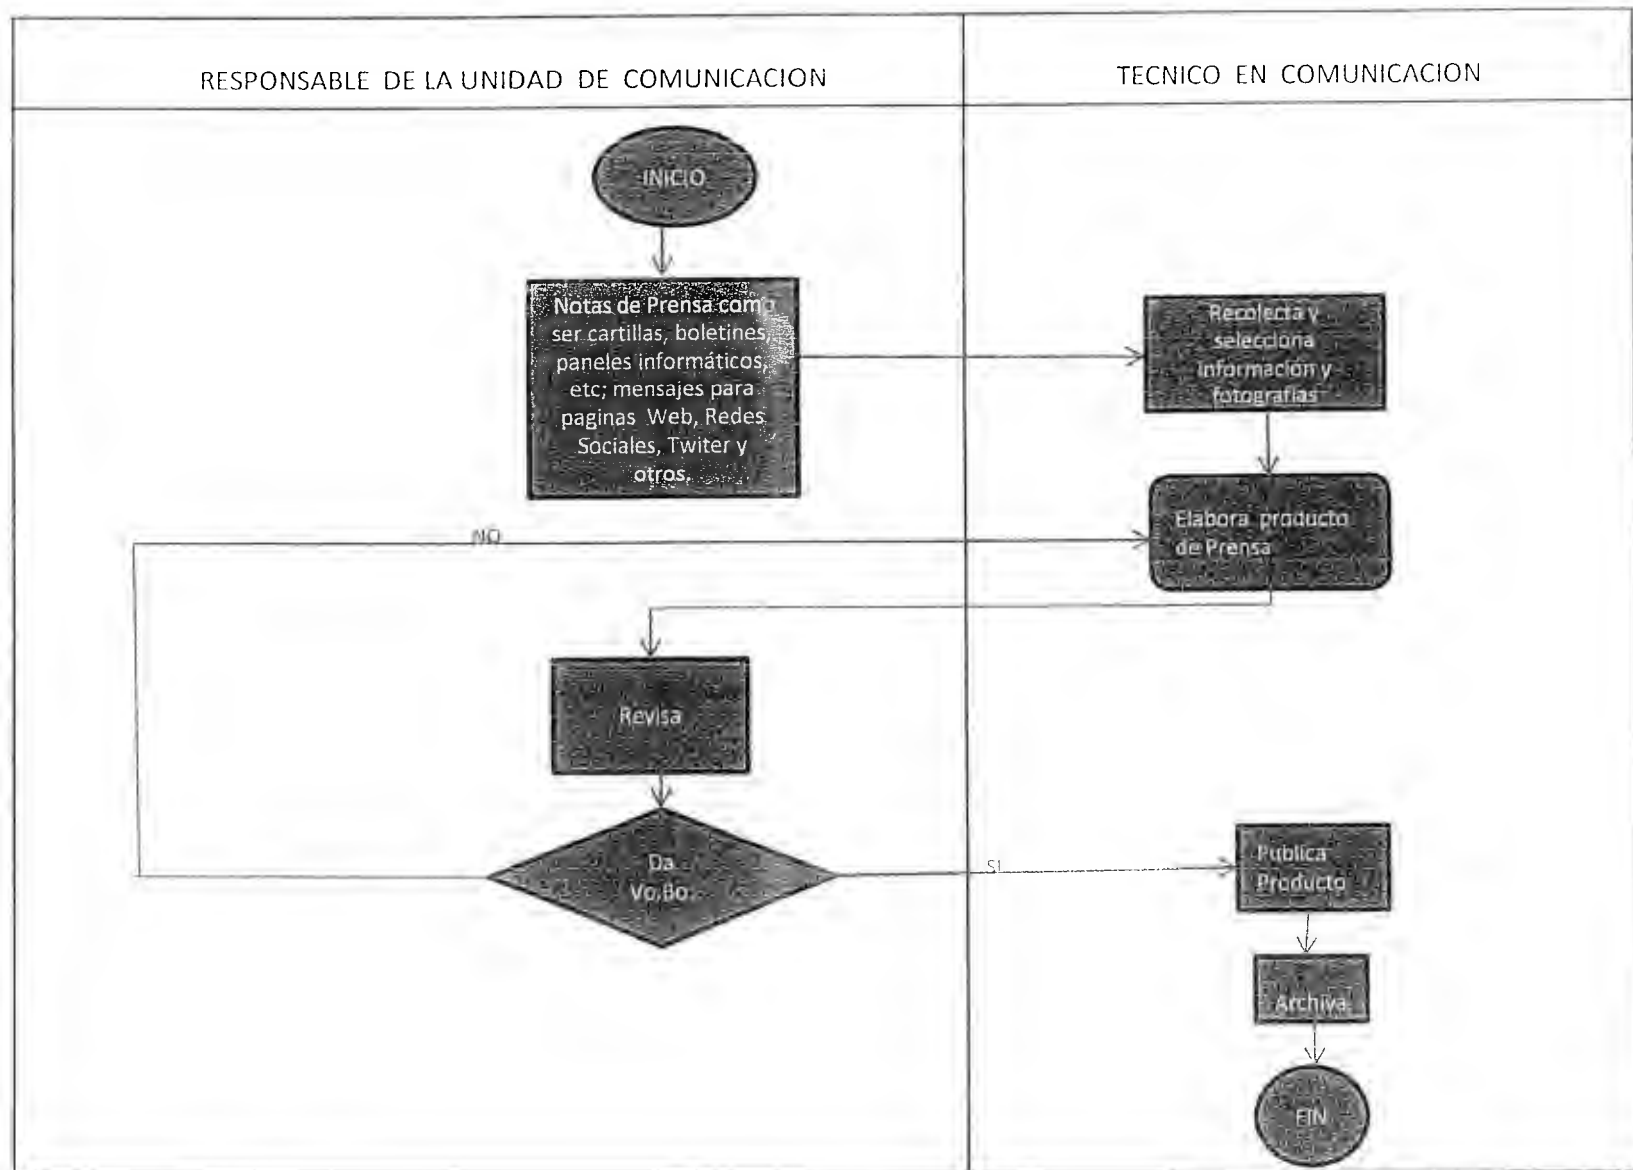 RESPONSABLE DE LA UNIDAD DE COMUNICACION
TECNICO EN COMUNICACION
INICIO
Notas de Prensa como
ser cartillas, boletines,
paneles informáticos,
etc; mensajes para
paginas Web, Redes
Sociales, Twiter y
otros.
Recolecta y
selecciona
información y
fotografías
NO
Elabora producto
de Prensa
Revisa
Da
Vo.Bo.
SI
Publica
Producto
Archiva
FIN